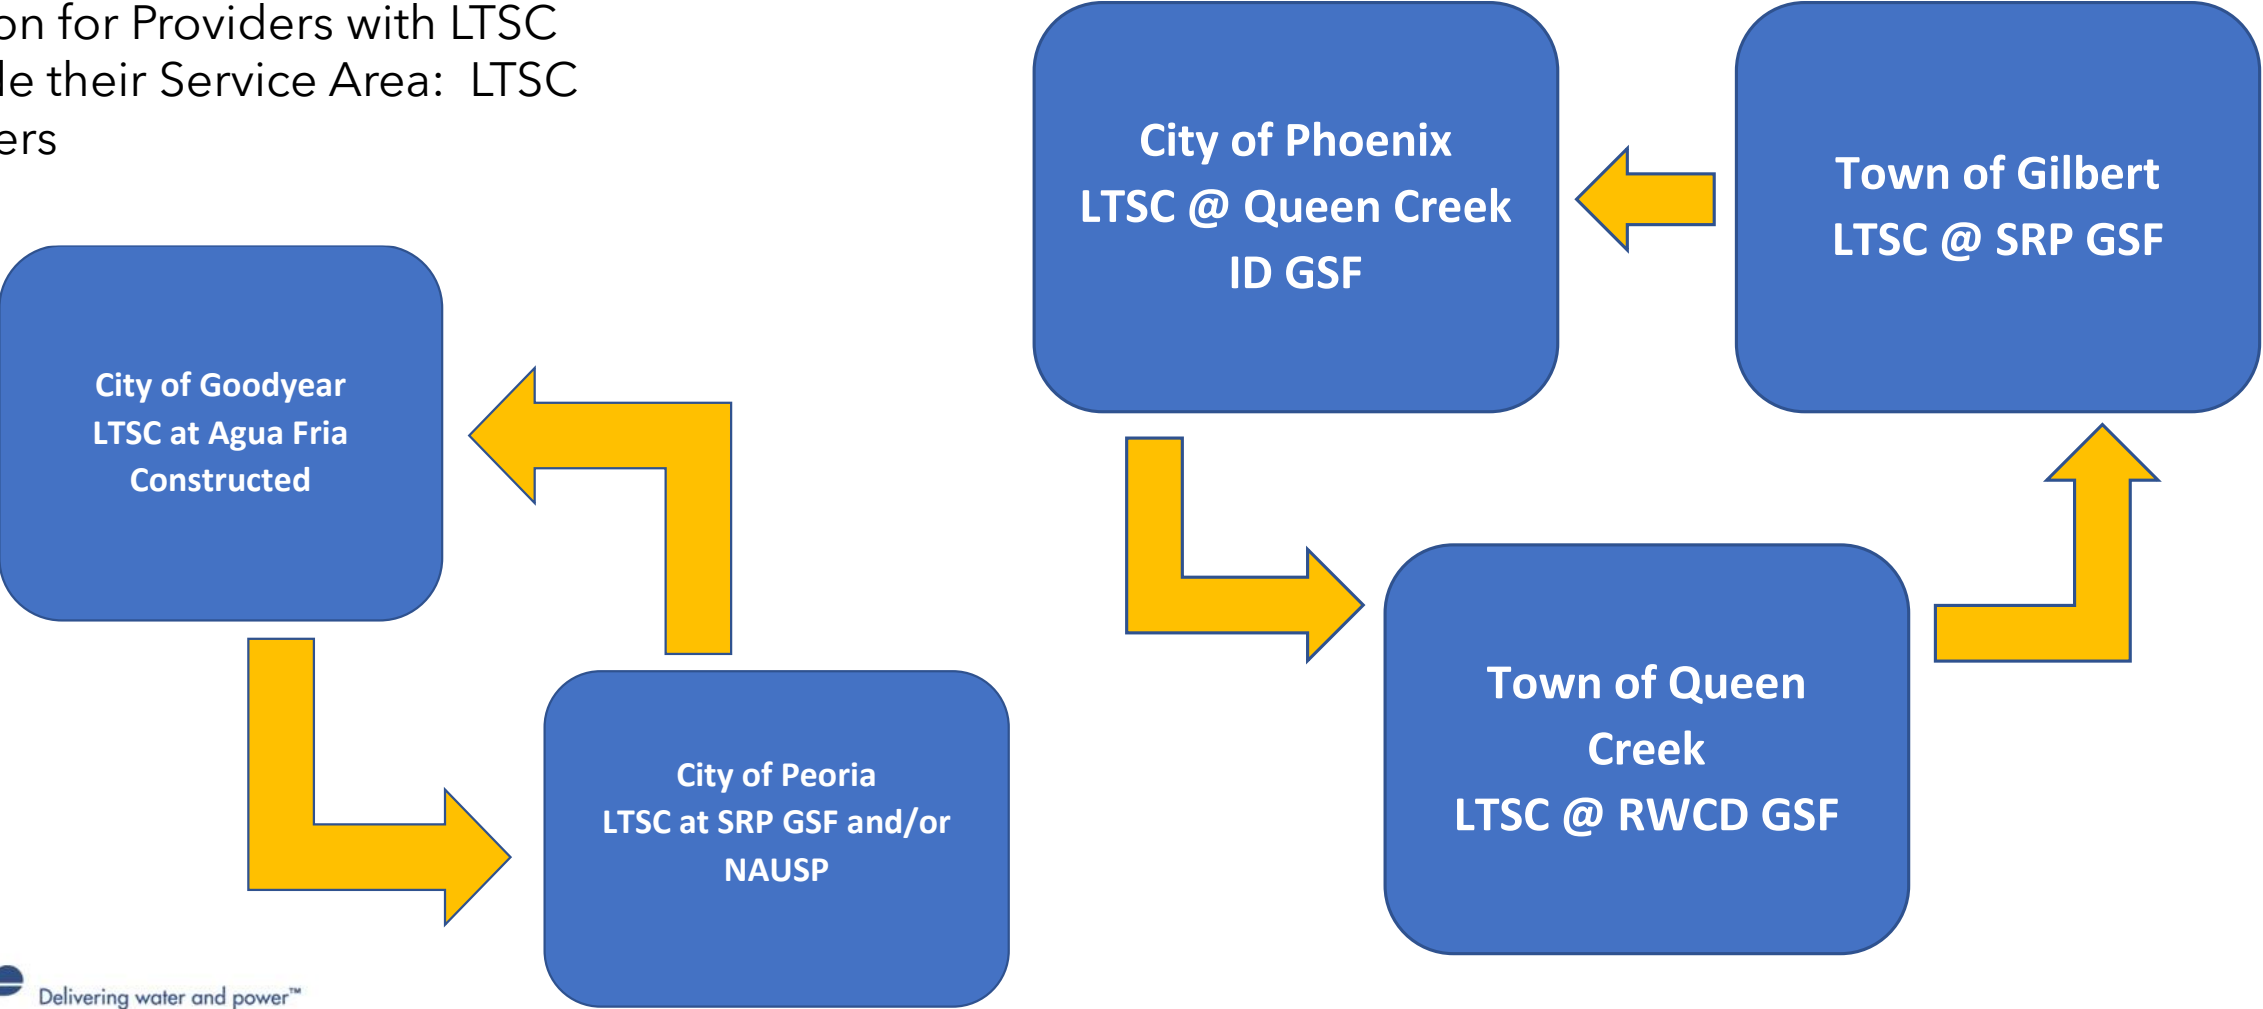 on for Providers with LTSC
le their Service Area: LTSC
ers
City of Phoenix
LTSC @ Queen Creek
ID GSF
Town of Gilbert
LTSC @ SRP GSF
City of Goodyear
LTSC at Agua Fria
Constructed
City of Peoria
LTSC at SRP GSF and/or
NAUSP
Town of Queen
Creek
LTSC @ RWCD GSF
Delivering water and power™